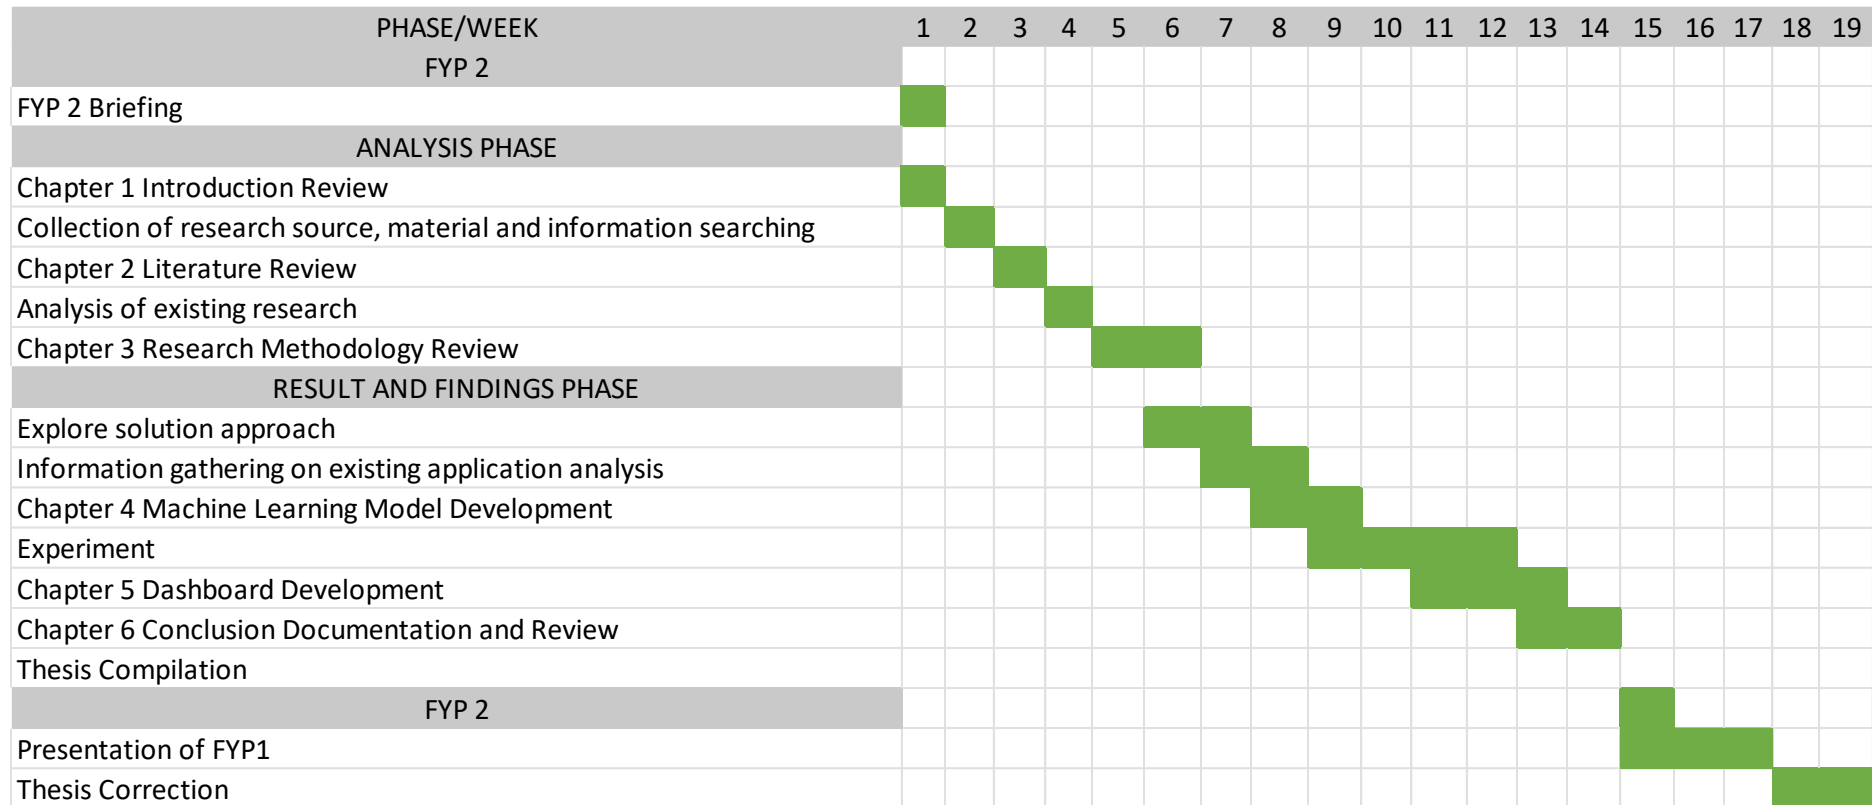 PHASE/WEEK 1 2 3 4 5 6 7 8 9 10 11 12 13 14 15 16 17 18 19
FYP 2
FYP 2 Briefing
ANALYSIS PHASE
Chapter 1 Introduction Review
Collection of research source, material and information searching
Chapter 2 Literature Review
Analysis of existing research
Chapter 3 Research Methodology Review
RESULT AND FINDINGS PHASE
Explore solution approach
Information gathering on existing application analysis
Chapter 4 Machine Learning Model Development
Experiment
Chapter 5 Dashboard Development
Chapter 6 Conclusion Documentation and Review
Thesis Compilation
FYP 2
Presentation of FYP1
Thesis Correction